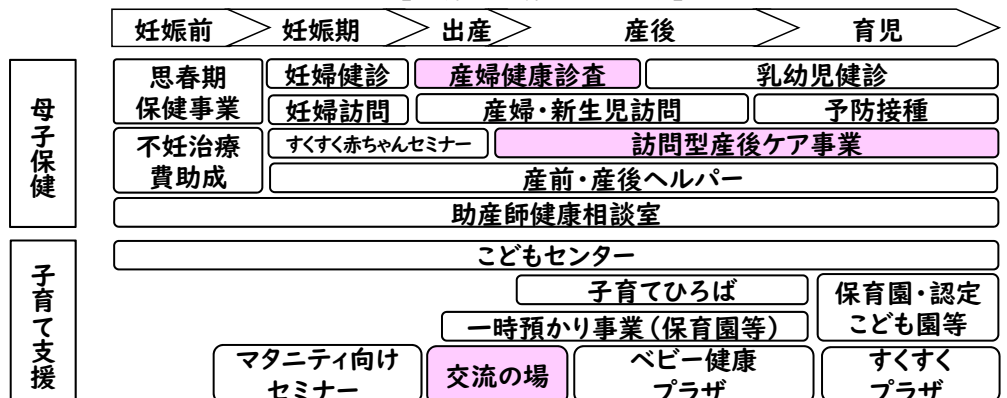 妊娠前
妊娠期
出産
産後
育児
母子保健
思春期
保健事業
妊婦健診
産婦健康診査
乳幼児健診
妊婦訪問
産婦・新生児訪問
予防接種
不妊治療
費助成
すくすく赤ちゃんセミナー
訪問型産後ケア事業
産前・産後ヘルパー
助産師健康相談室
子育て支援
こどもセンター
子育てひろば
保育園・認定
こども園等
一時預かり事業(保育園等)
マタニティ向け
セミナー
交流の場
ベビー健康
プラザ
すくすく
プラザ